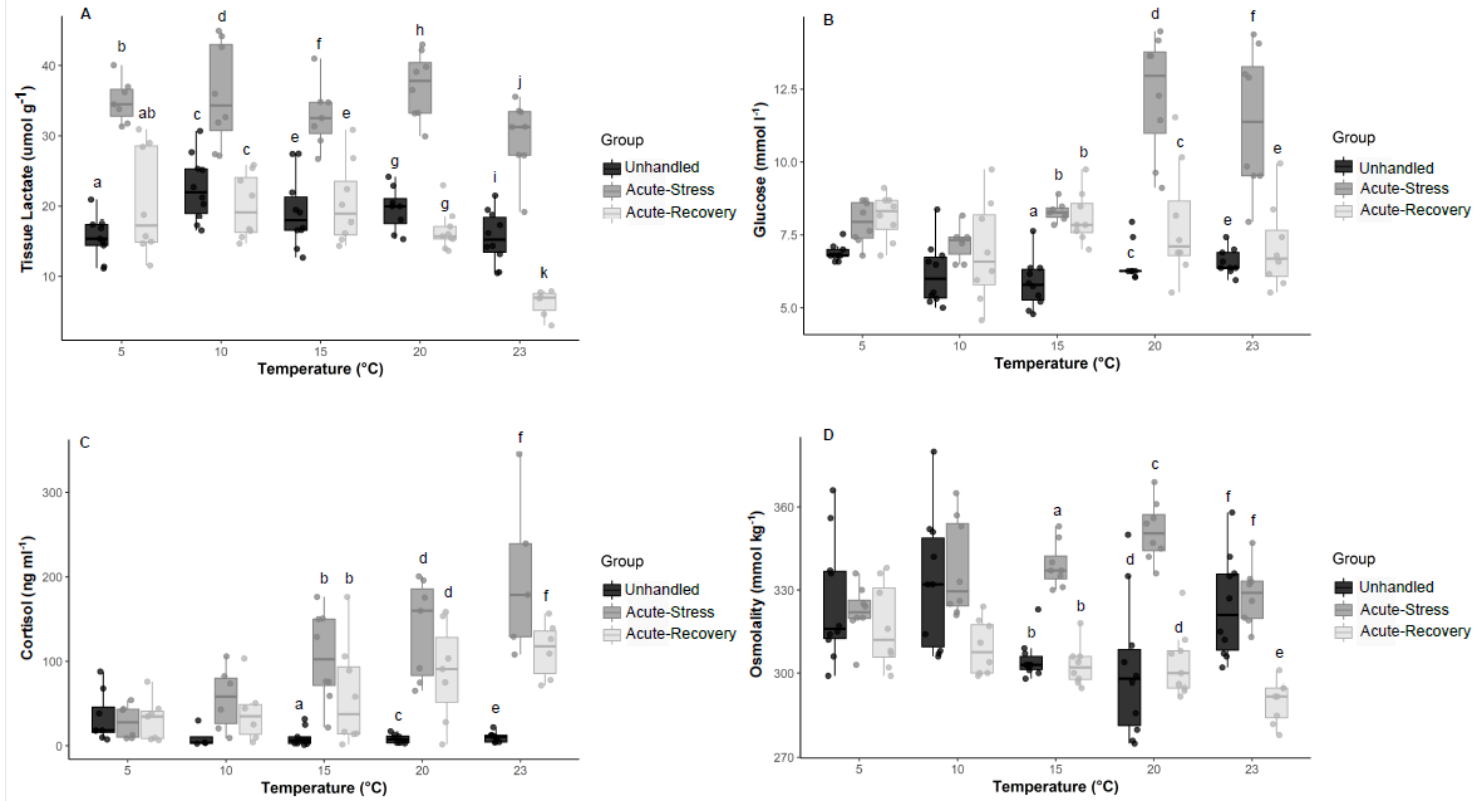 A
Tissue Lactate (umol g⁻¹)
40
30
20
10
a
b
ab
c
d
c
e
f
e
g
h
g
i
j
k
5 10 15 20 23
Temperature (°C)
Group
Unhandled
Acute-Stress
Acute-Recovery
B
Glucose (mmol l⁻¹)
12.5
10.0
7.5
5.0
a
b
b
c
d
c
e
f
e
5 10 15 20 23
Temperature (°C)
Group
Unhandled
Acute-Stress
Acute-Recovery
C
Cortisol (ng ml⁻¹)
300
200
100
0
a
b
b
c
d
d
e
f
f
5 10 15 20 23
Temperature (°C)
Group
Unhandled
Acute-Stress
Acute-Recovery
D
Osmolality (mmol kg⁻¹)
360
330
300
270
b
a
b
d
c
d
f
f
e
5 10 15 20 23
Temperature (°C)
Group
Unhandled
Acute-Stress
Acute-Recovery